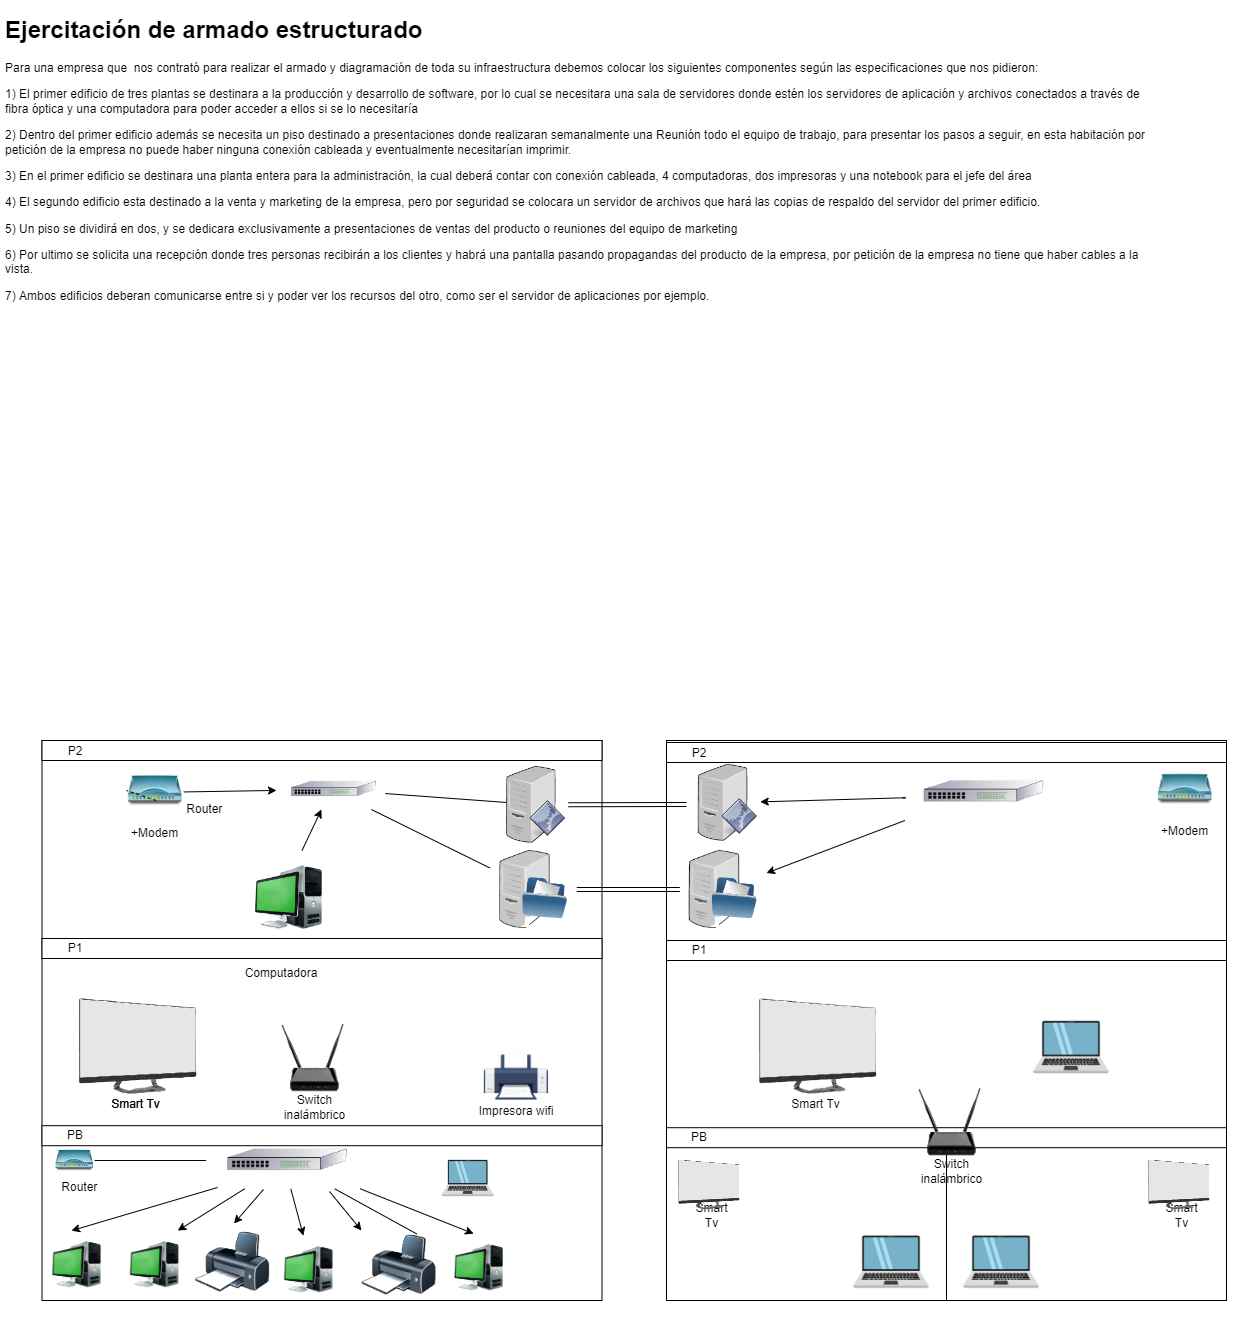 Ejercitación de armado estructurado
Para una empresa que  nos contrató para realizar el armado y diagramación de toda su infraestructura debemos colocar los siguientes componentes según las especificaciones que nos pidieron:
1) El primer edificio de tres plantas se destinara a la producción y desarrollo de software, por lo cual se necesitara una sala de servidores donde estén los servidores de aplicación y archivos conectados a través de
fibra óptica y una computadora para poder acceder a ellos si se lo necesitaría
2) Dentro del primer edificio además se necesita un piso destinado a presentaciones donde realizaran semanalmente una Reunión todo el equipo de trabajo, para presentar los pasos a seguir, en esta habitación por
petición de la empresa no puede haber ninguna conexión cableada y eventualmente necesitarían imprimir.
3) En el primer edificio se destinara una planta entera para la administración, la cual deberá contar con conexión cableada, 4 computadoras, dos impresoras y una notebook para el jefe del área
4) El segundo edificio esta destinado a la venta y marketing de la empresa, pero por seguridad se colocara un servidor de archivos que hará las copias de respaldo del servidor del primer edificio.
5) Un piso se dividirá en dos, y se dedicara exclusivamente a presentaciones de ventas del producto o reuniones del equipo de marketing
6) Por ultimo se solicita una recepción donde tres personas recibirán a los clientes y habrá una pantalla pasando propagandas del producto de la empresa, por petición de la empresa no tiene que haber cables a la
vista.
7) Ambos edificios deberan comunicarse entre si y poder ver los recursos del otro, como ser el servidor de aplicaciones por ejemplo.
P2
Router
+Modem
P1
Computadora
Smart Tv
Switch
inalámbrico
Impresora wifi
PB
Router
P2
+Modem
P1
Smart Tv
PB
Switch
inalámbrico
Smart
Tv
Smart
Tv